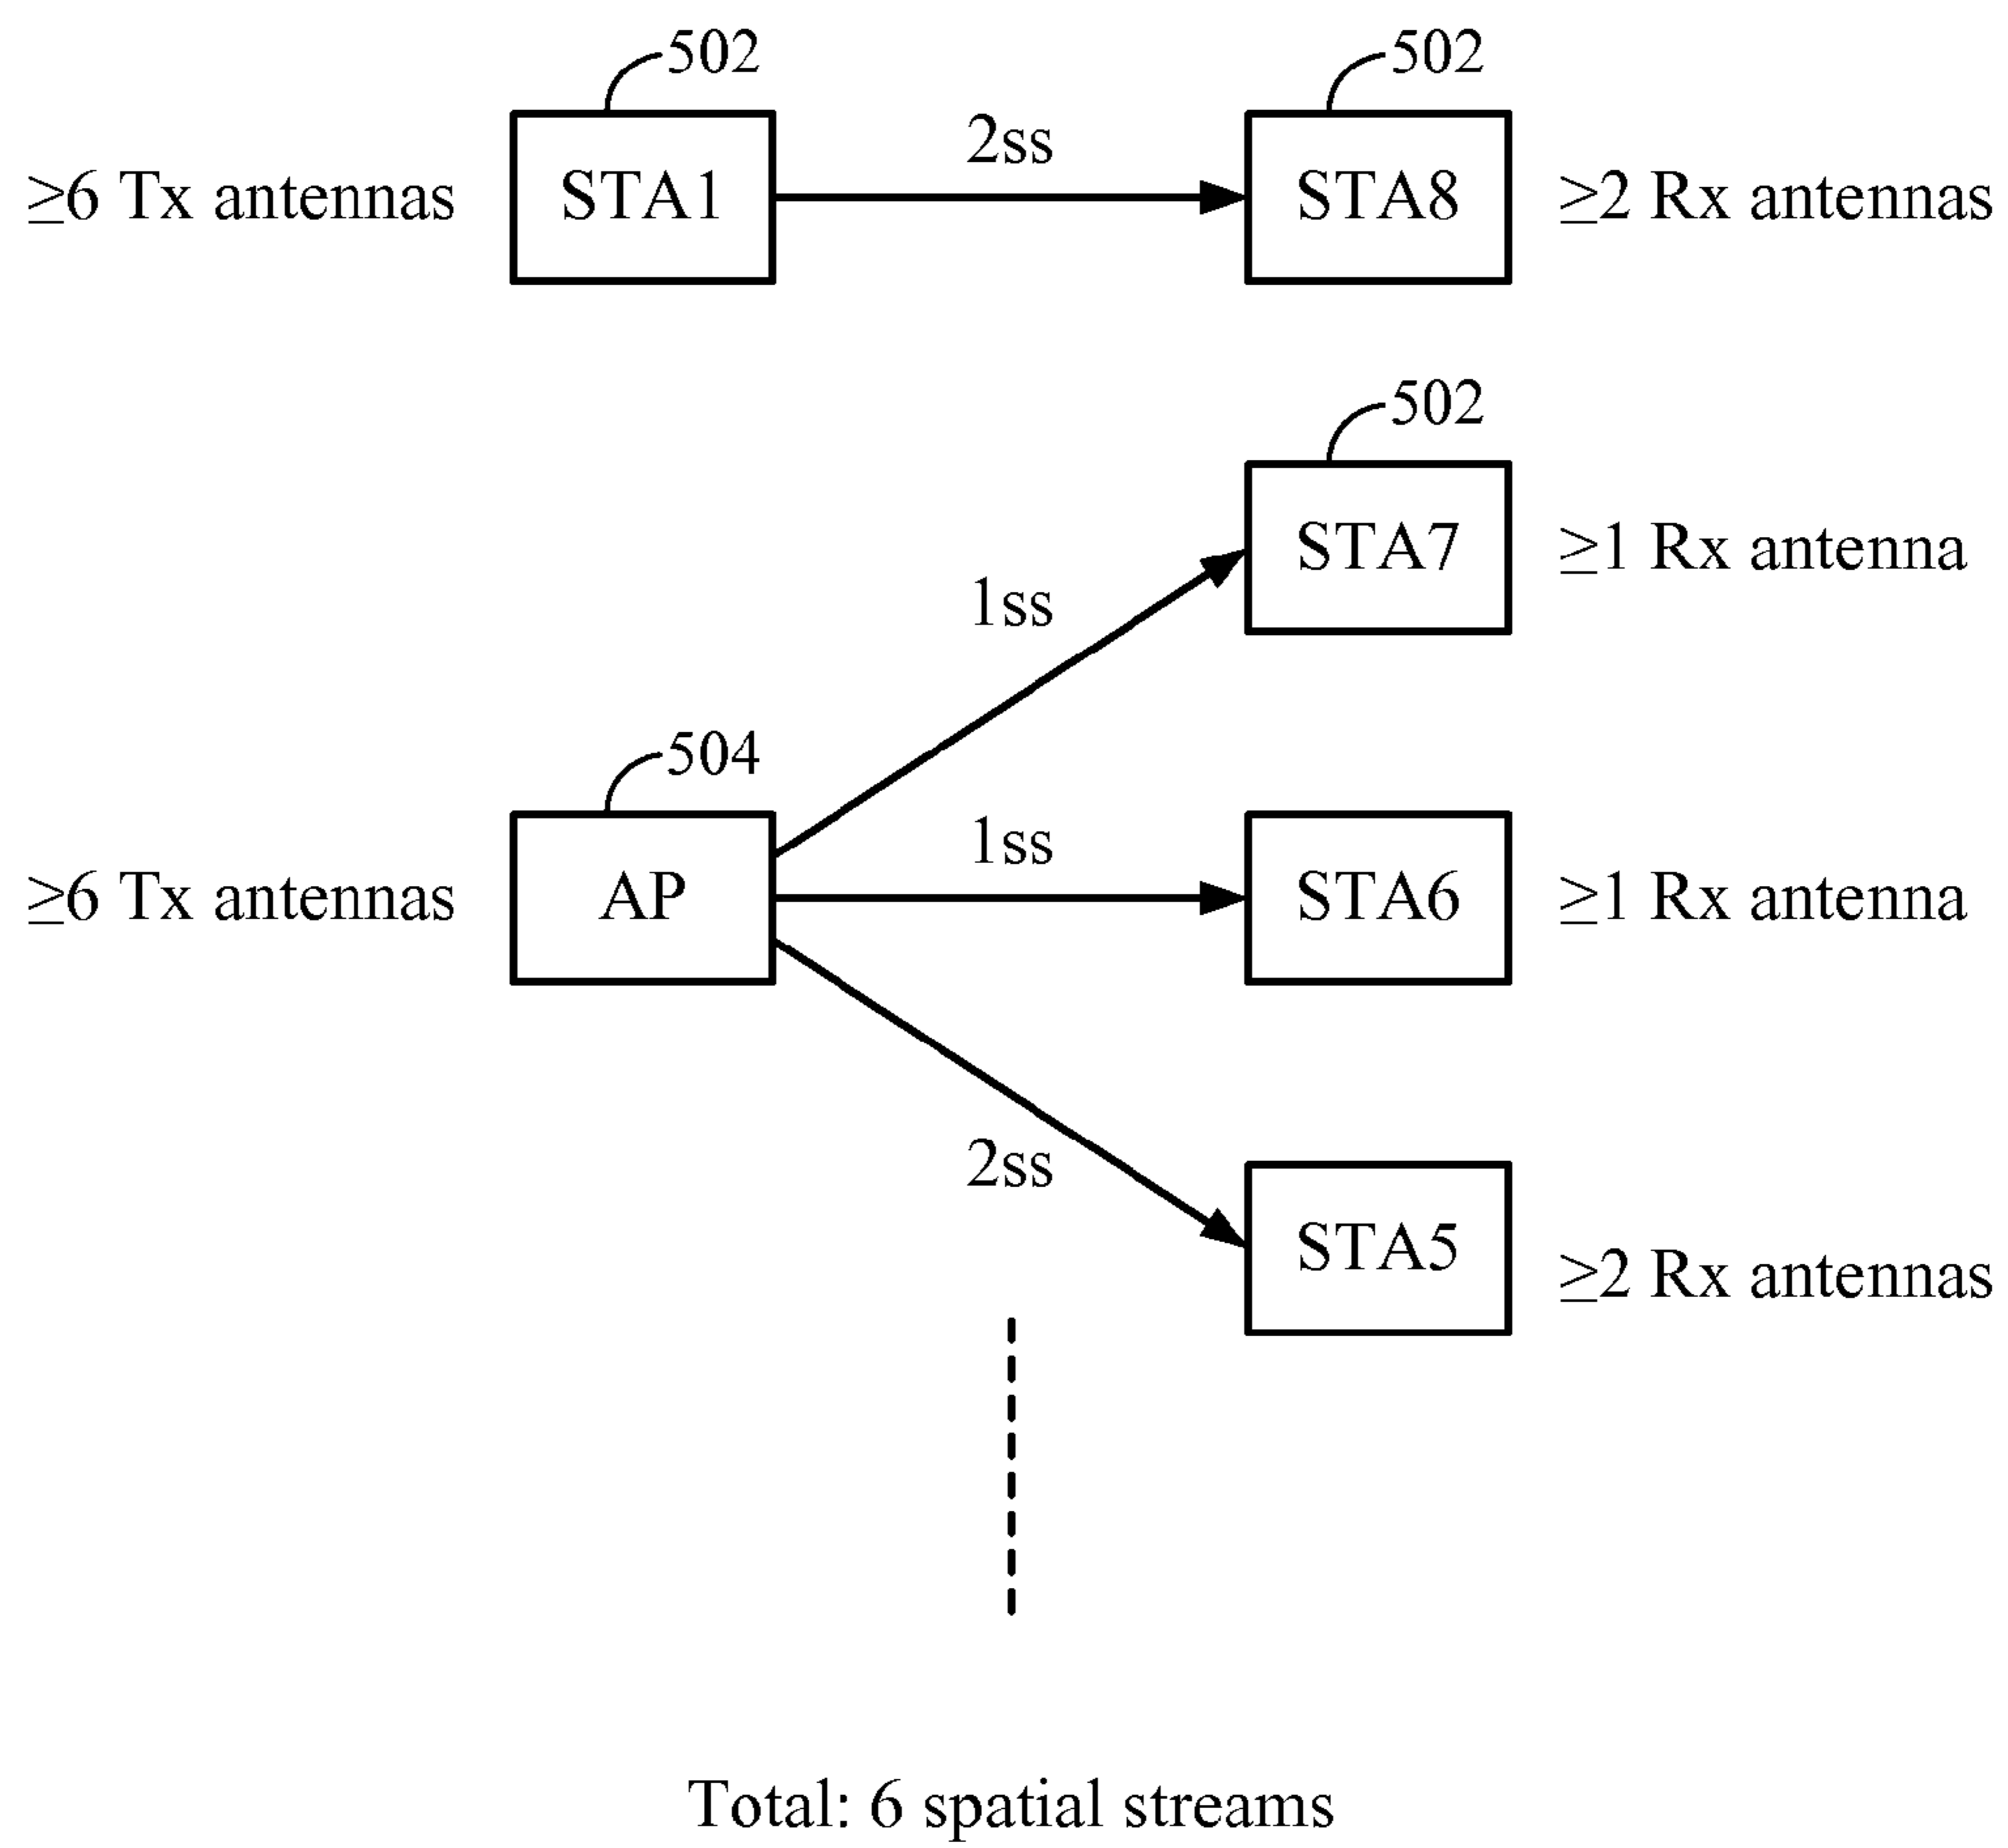 502
502
2ss
≥6 Tx antennas
STA1
STA8
≥2 Rx antennas
502
STA7
≥1 Rx antenna
1ss
504
1ss
≥6 Tx antennas
AP
STA6
≥1 Rx antenna
2ss
STA5
≥2 Rx antennas
Total: 6 spatial streams